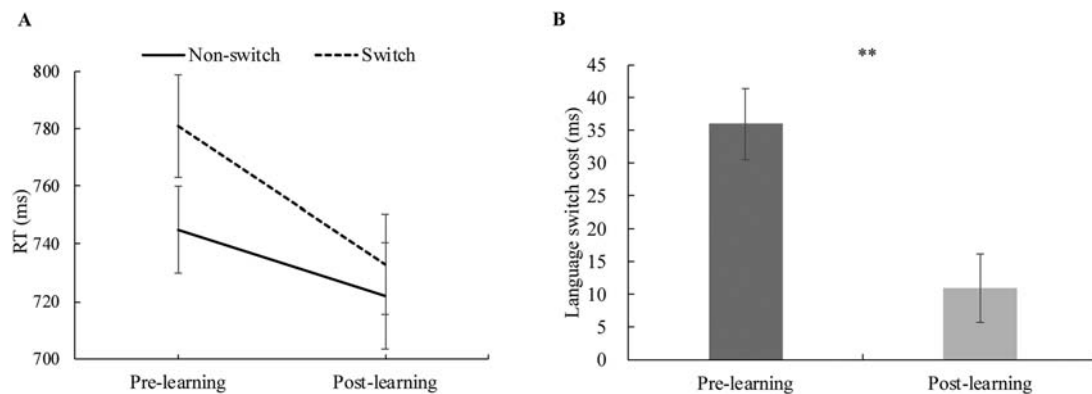 A
Non-switch
Switch
800
780
760
740
720
700
RT (ms)
Pre-learning
Post-learning
B
**
45
40
35
30
25
20
15
10
5
0
Language switch cost (ms)
Pre-learning
Post-learning